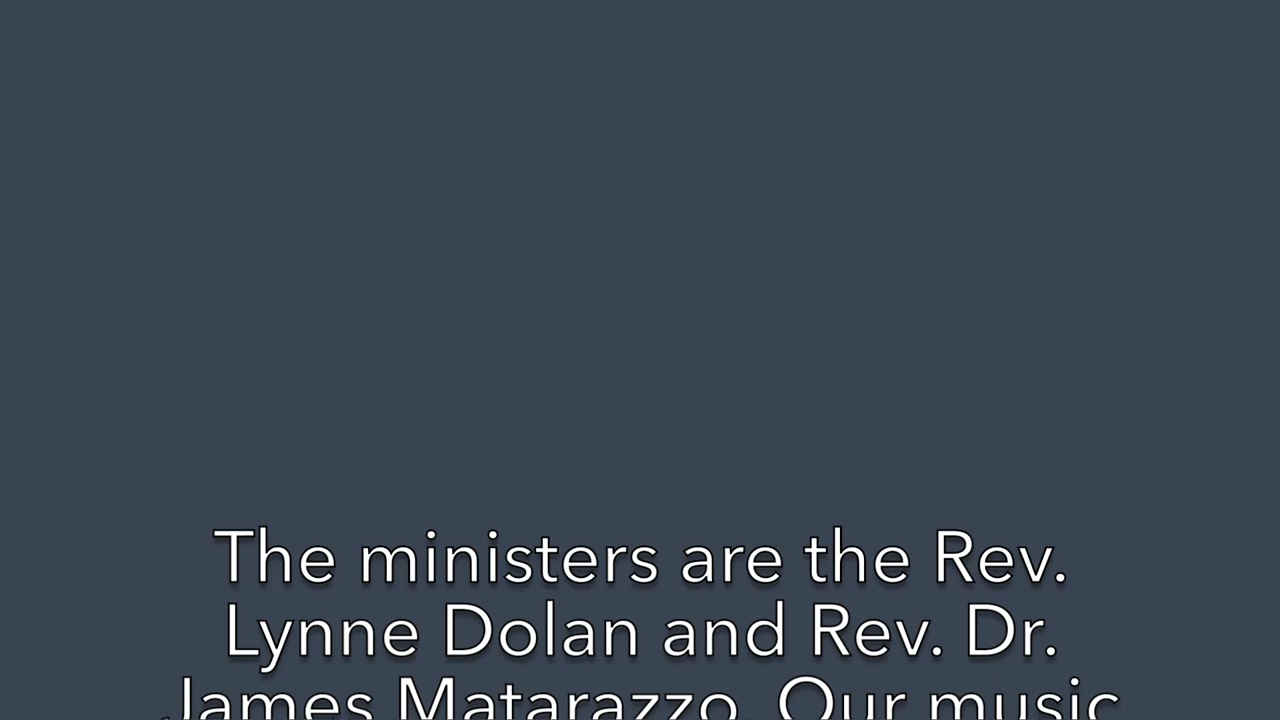 The ministers are the Rev.
Lynne Dolan and Rev. Dr.
James Matarazzo. Our music